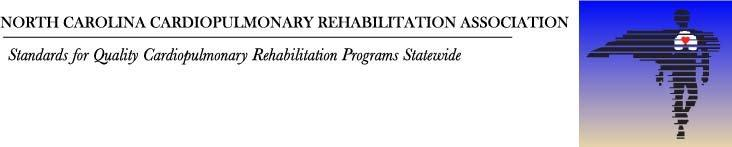 NORTH CAROLINA CARDIOPULMONARY REHABILITATION ASSOCIATION
Standards for Quality Cardiopulmonary Rehabilitation Programs Statewide